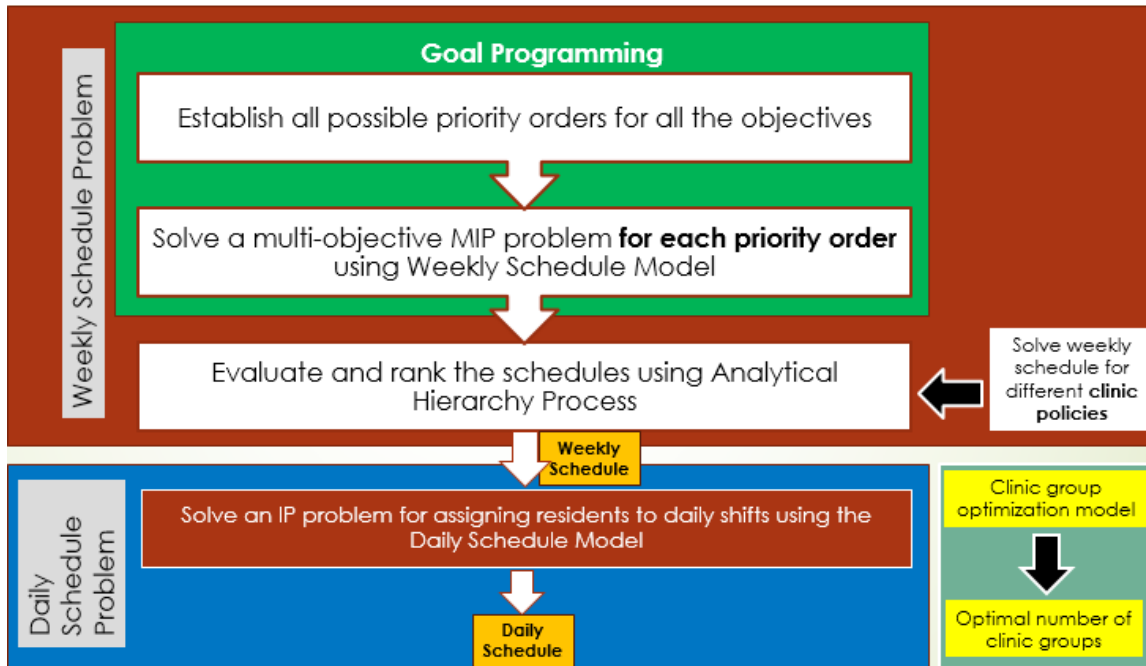 Weekly Schedule Problem
Goal Programming
Establish all possible priority orders for all the objectives
Solve a multi-objective MIP problem for each priority order
using Weekly Schedule Model
Evaluate and rank the schedules using Analytical
Hierarchy Process
Solve weekly
schedule for
different clinic
policies
Weekly
Schedule
Daily
Schedule
Problem
Solve an IP problem for assigning residents to daily shifts using the
Daily Schedule Model
Daily
Schedule
Clinic group
optimization model
Optimal number of
clinic groups